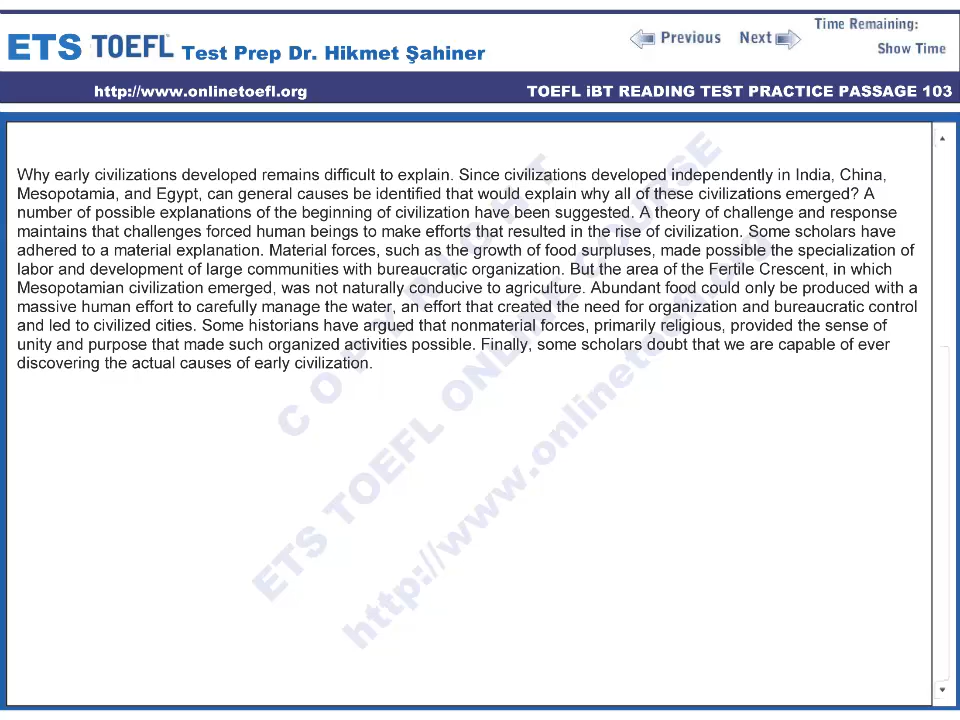 ETS TOEFL Test Prep Dr. Hikmet Şahiner
Previous Next
Time Remaining:
Show Time
http://www.onlinetoefl.org TOEFL iBT READING TEST PRACTICE PASSAGE 103
Why early civilizations developed remains difficult to explain. Since civilizations developed independently in India, China,
Mesopotamia, and Egypt, can general causes be identified that would explain why all of these civilizations emerged? A
number of possible explanations of the beginning of civilization have been suggested. A theory of challenge and response
maintains that challenges forced human beings to make efforts that resulted in the rise of civilization. Some scholars have
adhered to a material explanation. Material forces, such as the growth of food surpluses, made possible the specialization of
labor and development of large communities with bureaucratic organization. But the area of the Fertile Crescent, in which
Mesopotamian civilization emerged, was not naturally conducive to agriculture. Abundant food could only be produced with a
massive human effort to carefully manage the water, an effort that created the need for organization and bureaucratic control
and led to civilized cities. Some historians have argued that nonmaterial forces, primarily religious, provided the sense of
unity and purpose that made such organized activities possible. Finally, some scholars doubt that we are capable of ever
discovering the actual causes of early civilization.
COPYRIGHT
ETS TOEFL ONLINE COURSE
http://www.onlinetoefl.org